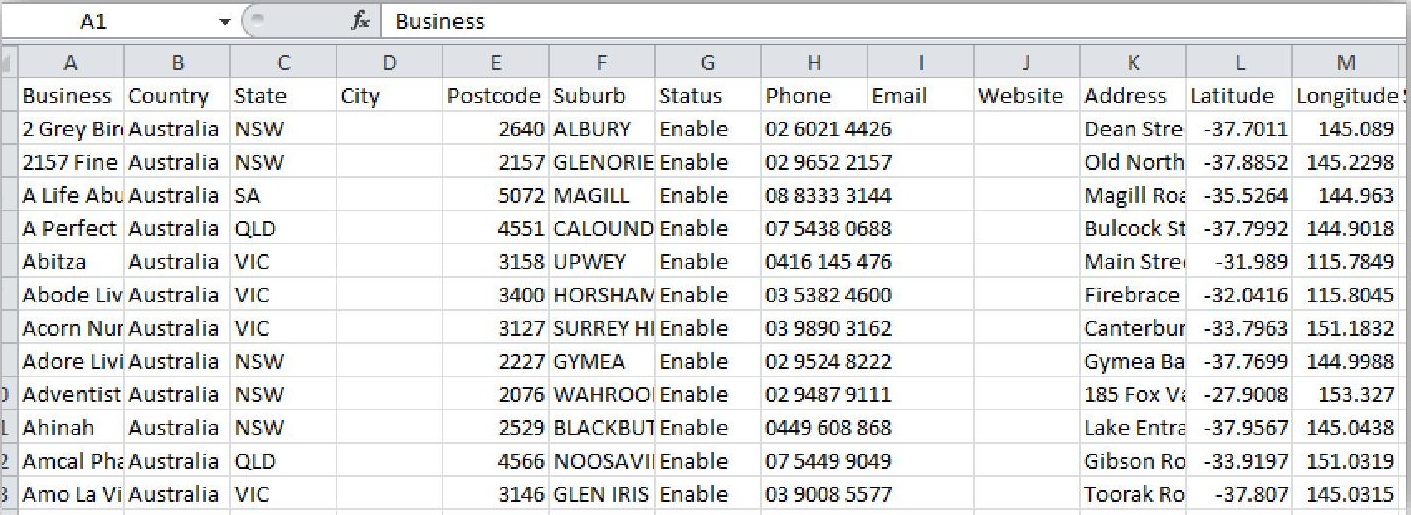 A1 fx Business
A B C D E F G H I J K L M
Business Country State City Postcode Suburb Status Phone Email Website Address Latitude Longitude
2 Grey Bir Australia NSW 2640 ALBURY Enable 02 6021 4426 Dean Stre -37.7011 145.089
2157 Fine Australia NSW 2157 GLENORIE Enable 02 9652 2157 Old North -37.8852 145.2298
A Life Abu Australia SA 5072 MAGILL Enable 08 8333 3144 Magill Roa -35.5264 144.963
A Perfect Australia QLD 4551 CALOUND Enable 07 5438 0688 Bulcock St -37.7992 144.9018
Abitza Australia VIC 3158 UPWEY Enable 0416 145 476 Main Stre -31.989 115.7849
Abode Liv Australia VIC 3400 HORSHAM Enable 03 5382 4600 Firebrace -32.0416 115.8045
Acorn Nur Australia VIC 3127 SURREY HI Enable 03 9890 3162 Canterbur -33.7963 151.1832
Adore Livi Australia NSW 2227 GYMEA Enable 02 9524 8222 Gymea Ba -37.7699 144.9988
Adventist Australia NSW 2076 WAHROO Enable 02 9487 9111 185 Fox Va -27.9008 153.327
Ahinah Australia NSW 2529 BLACKBUT Enable 0449 608 868 Lake Entra -37.9567 145.0438
Amcal Pha Australia QLD 4566 NOOSAVI Enable 07 5449 9049 Gibson Ro -33.9197 151.0319
Amo La Vi Australia VIC 3146 GLEN IRIS Enable 03 9008 5577 Toorak Ro -37.807 145.0315